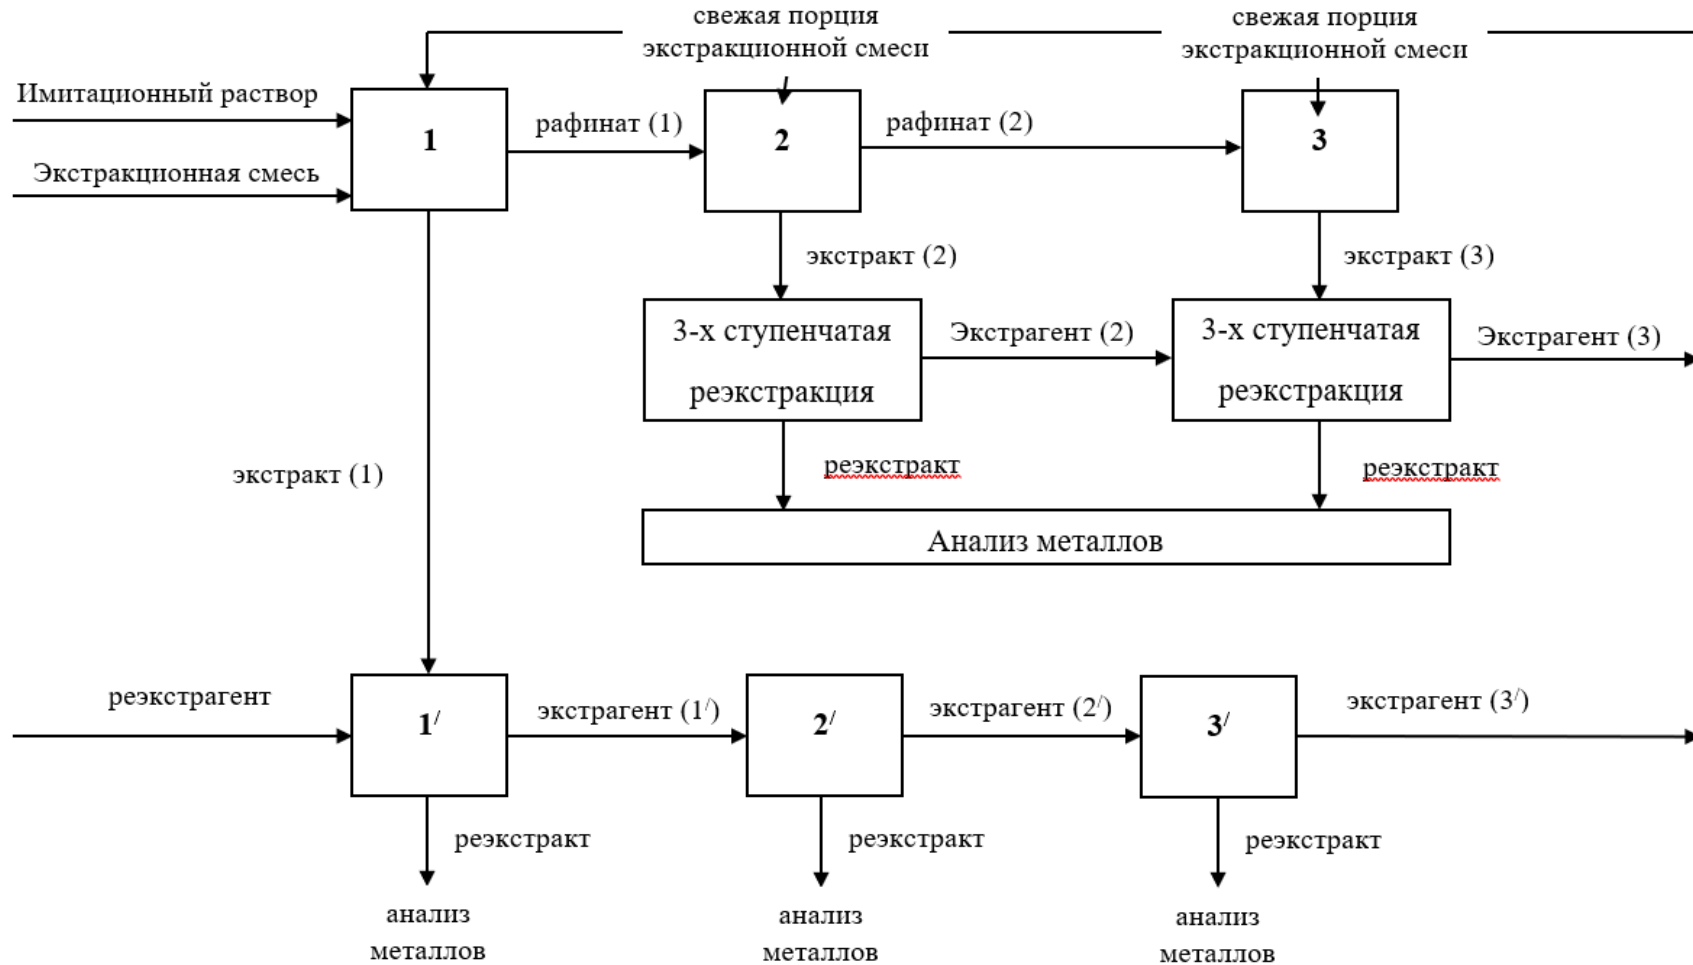 свежая порция
экстракционной смеси
свежая порция
экстракционной смеси
Имитационный раствор
Экстракционная смесь
1
рафинат (1)
2
рафинат (2)
3
экстракт (2)
экстракт (3)
3-х ступенчатая
реэкстракция
Экстрагент (2)
3-х ступенчатая
реэкстракция
Экстрагент (3)
экстракт (1)
реэкстракт
реэкстракт
Анализ металлов
реэкстрагент
1/
экстрагент (1/)
2/
экстрагент (2/)
3/
экстрагент (3/)
реэкстракт
реэкстракт
реэкстракт
анализ
металлов
анализ
металлов
анализ
металлов